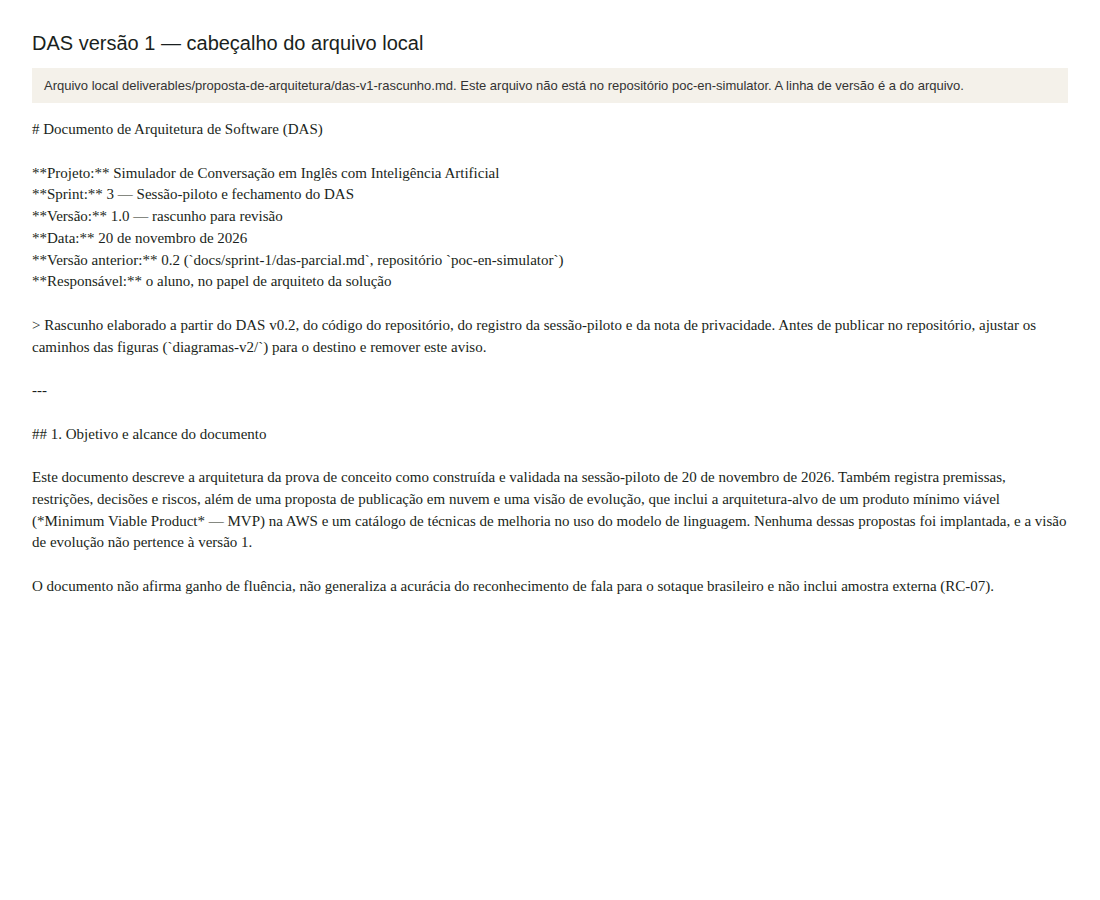 DAS versão 1 — cabeçalho do arquivo local
Arquivo local deliverables/proposta-de-arquitetura/das-v1-rascunho.md. Este arquivo não está no repositório poc-en-simulator. A linha de versão é a do arquivo.
# Documento de Arquitetura de Software (DAS)
**Projeto:** Simulador de Conversação em Inglês com Inteligência Artificial
**Sprint:** 3 — Sessão-piloto e fechamento do DAS
**Versão:** 1.0 — rascunho para revisão
**Data:** 20 de novembro de 2026
**Versão anterior:** 0.2 (`docs/sprint-1/das-parcial.md`, repositório `poc-en-simulator`)
**Responsável:** o aluno, no papel de arquiteto da solução
> Rascunho elaborado a partir do DAS v0.2, do código do repositório, do registro da sessão-piloto e da nota de privacidade. Antes de publicar no repositório, ajustar os
caminhos das figuras (`diagramas-v2/`) para o destino e remover este aviso.
---
## 1. Objetivo e alcance do documento
Este documento descreve a arquitetura da prova de conceito como construída e validada na sessão-piloto de 20 de novembro de 2026. Também registra premissas,
restrições, decisões e riscos, além de uma proposta de publicação em nuvem e uma visão de evolução, que inclui a arquitetura-alvo de um produto mínimo viável
(*Minimum Viable Product* — MVP) na AWS e um catálogo de técnicas de melhoria no uso do modelo de linguagem. Nenhuma dessas propostas foi implantada, e a visão
de evolução não pertence à versão 1.
O documento não afirma ganho de fluência, não generaliza a acurácia do reconhecimento de fala para o sotaque brasileiro e não inclui amostra externa (RC-07).